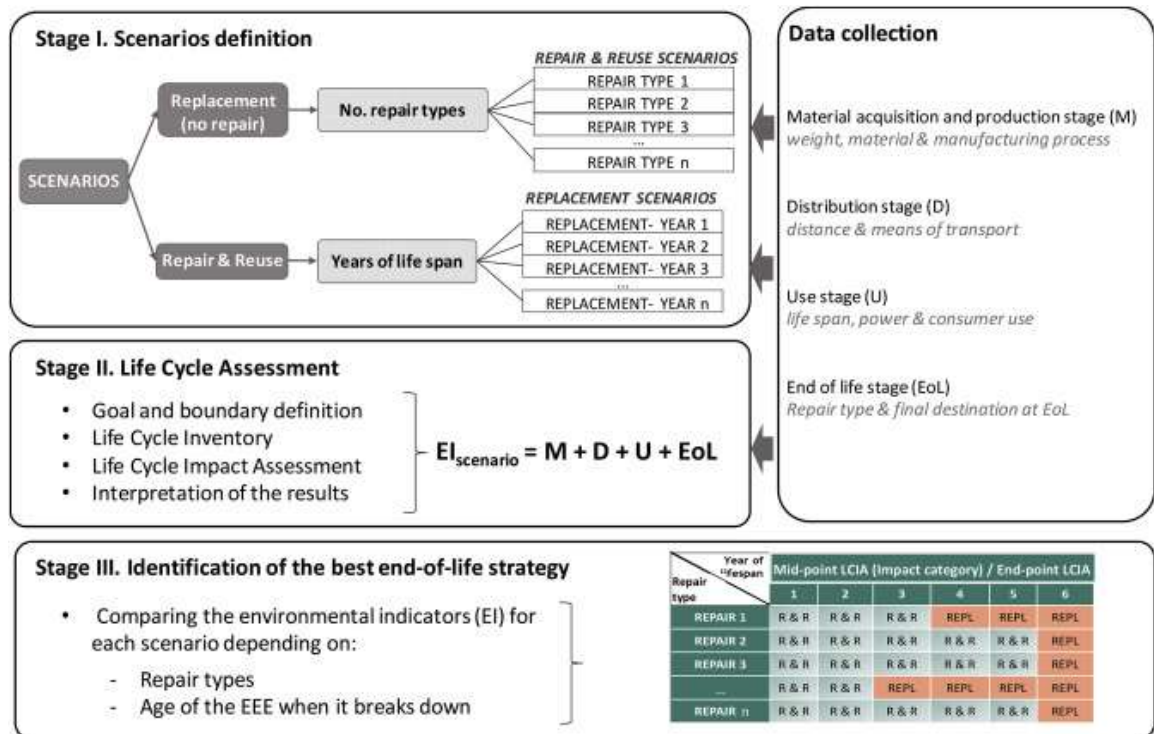 Stage I. Scenarios definition
SCENARIOS
Replacement
(no repair)
No. repair types
REPAIR & REUSE SCENARIOS
REPAIR TYPE 1
REPAIR TYPE 2
REPAIR TYPE 3
...
REPAIR TYPE n
Repair & Reuse
Years of life span
REPLACEMENT SCENARIOS
REPLACEMENT- YEAR 1
REPLACEMENT- YEAR 2
REPLACEMENT- YEAR 3
...
REPLACEMENT- YEAR n
Data collection
Material acquisition and production stage (M)
weight, material & manufacturing process
Distribution stage (D)
distance & means of transport
Use stage (U)
life span, power & consumer use
End of life stage (EoL)
Repair type & final destination at EoL
Stage II. Life Cycle Assessment
• Goal and boundary definition
• Life Cycle Inventory
• Life Cycle Impact Assessment
• Interpretation of the results
EIscenario = M + D + U + EoL
Stage III. Identification of the best end-of-life strategy
• Comparing the environmental indicators (EI) for
each scenario depending on:
- Repair types
- Age of the EEE when it breaks down
Year of
lifespan
Repair
type
Mid-point LCIA (Impact category) / End-point LCIA
1 2 3 4 5 6
REPAIR 1 R & R R & R R & R REPL REPL REPL
REPAIR 2 R & R R & R R & R R & R R & R REPL
REPAIR 3 R & R R & R R & R R & R R & R REPL
... R & R R & R REPL REPL REPL REPL
REPAIR n R & R R & R R & R R & R R & R REPL